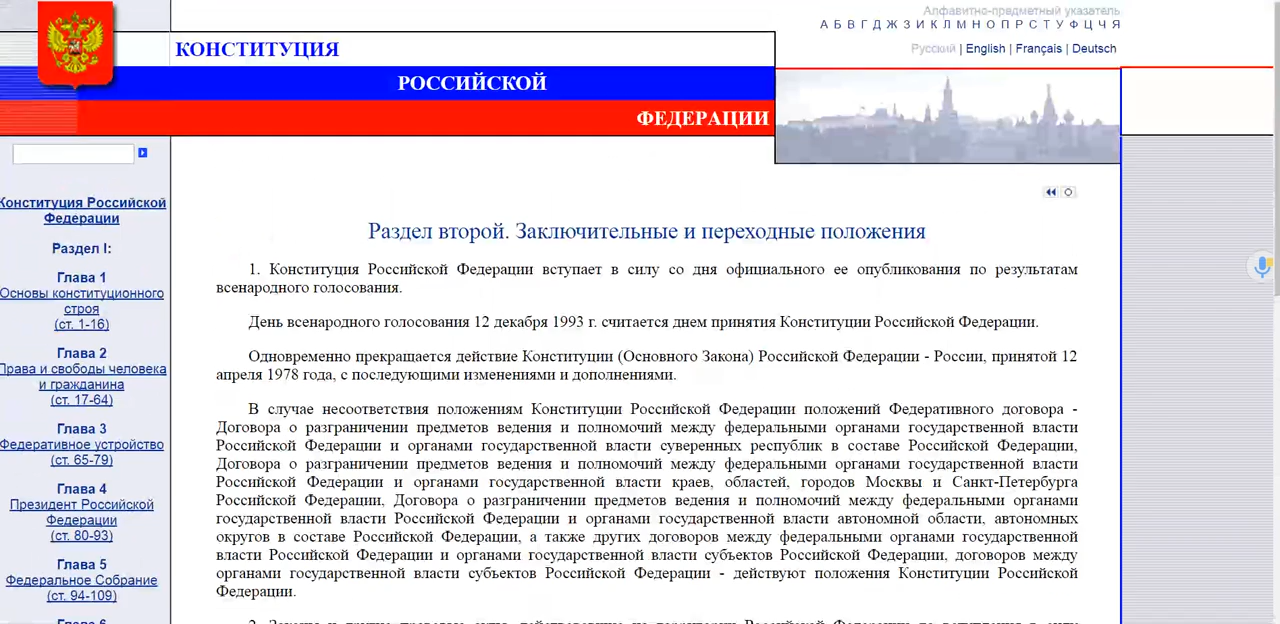 Алфавитно-предметный указатель
А Б В Г Д Ж З И К Л М Н О П Р С Т У Ф Ц Ч Я
Русский | English | Français | Deutsch
КОНСТИТУЦИЯ
РОССИЙСКОЙ
ФЕДЕРАЦИИ
Конституция Российской
Федерации
Раздел I:
Глава 1
Основы конституционного
строя
(ст. 1-16)
Глава 2
Права и свободы человека
и гражданина
(ст. 17-64)
Глава 3
Федеративное устройство
(ст. 65-79)
Глава 4
Президент Российской
Федерации
(ст. 80-93)
Глава 5
Федеральное Собрание
(ст. 94-109)
Глава 6
Раздел второй. Заключительные и переходные положения
1. Конституция Российской Федерации вступает в силу со дня официального ее опубликования по результатам
всенародного голосования.
День всенародного голосования 12 декабря 1993 г. считается днем принятия Конституции Российской Федерации.
Одновременно прекращается действие Конституции (Основного Закона) Российской Федерации - России, принятой 12
апреля 1978 года, с последующими изменениями и дополнениями.
В случае несоответствия положениям Конституции Российской Федерации положений Федеративного договора -
Договора о разграничении предметов ведения и полномочий между федеральными органами государственной власти
Российской Федерации и органами государственной власти суверенных республик в составе Российской Федерации,
Договора о разграничении предметов ведения и полномочий между федеральными органами государственной власти
Российской Федерации и органами государственной власти краев, областей, городов Москвы и Санкт-Петербурга
Российской Федерации, Договора о разграничении предметов ведения и полномочий между федеральными органами
государственной власти Российской Федерации и органами государственной власти автономной области, автономных
округов в составе Российской Федерации, а также других договоров между федеральными органами государственной
власти Российской Федерации и органами государственной власти субъектов Российской Федерации, договоров между
органами государственной власти субъектов Российской Федерации - действуют положения Конституции Российской
Федерации.